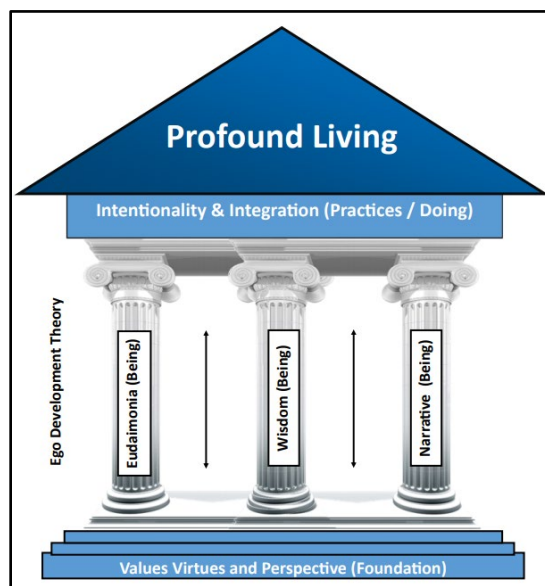 Profound Living
Intentionality & Integration (Practices / Doing)
Ego Development Theory
Eudaimonia (Being)
Wisdom (Being)
Narrative  (Being)
Values Virtues and Perspective (Foundation)